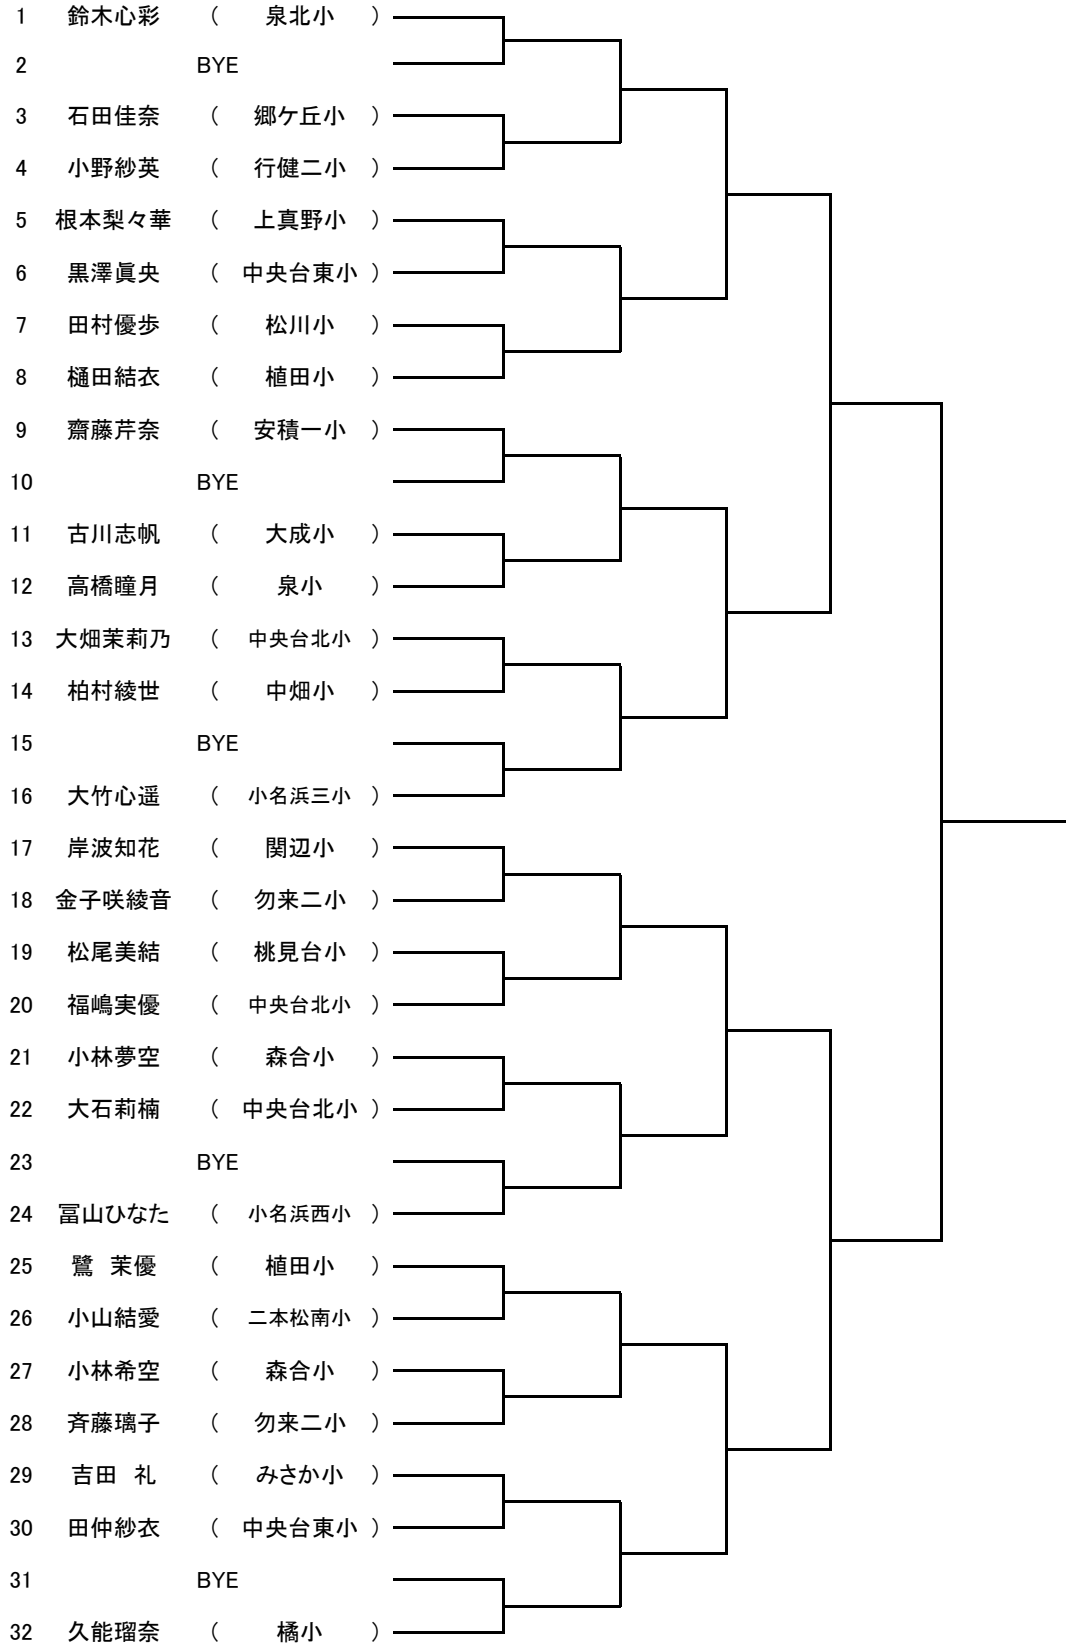 1 鈴木心彩 ( 泉北小 )
2 BYE
3 石田佳奈 ( 郷ケ丘小 )
4 小野紗英 ( 行健二小 )
5 根本梨々華 ( 上真野小 )
6 黒澤眞央 ( 中央台東小 )
7 田村優歩 ( 松川小 )
8 樋田結衣 ( 植田小 )
9 齋藤芹奈 ( 安積一小 )
10 BYE
11 古川志帆 ( 大成小 )
12 高橋瞳月 ( 泉小 )
13 大畑茉莉乃 ( 中央台北小 )
14 柏村綾世 ( 中畑小 )
15 BYE
16 大竹心遥 ( 小名浜三小 )
17 岸波知花 ( 関辺小 )
18 金子咲綾音 ( 勿来二小 )
19 松尾美結 ( 桃見台小 )
20 福嶋実優 ( 中央台北小 )
21 小林夢空 ( 森合小 )
22 大石莉楠 ( 中央台北小 )
23 BYE
24 冨山ひなた ( 小名浜西小 )
25 鷺 茉優 ( 植田小 )
26 小山結愛 ( 二本松南小 )
27 小林希空 ( 森合小 )
28 斉藤璃子 ( 勿来二小 )
29 吉田 礼 ( みさか小 )
30 田仲紗衣 ( 中央台東小 )
31 BYE
32 久能瑠奈 ( 橘小 )